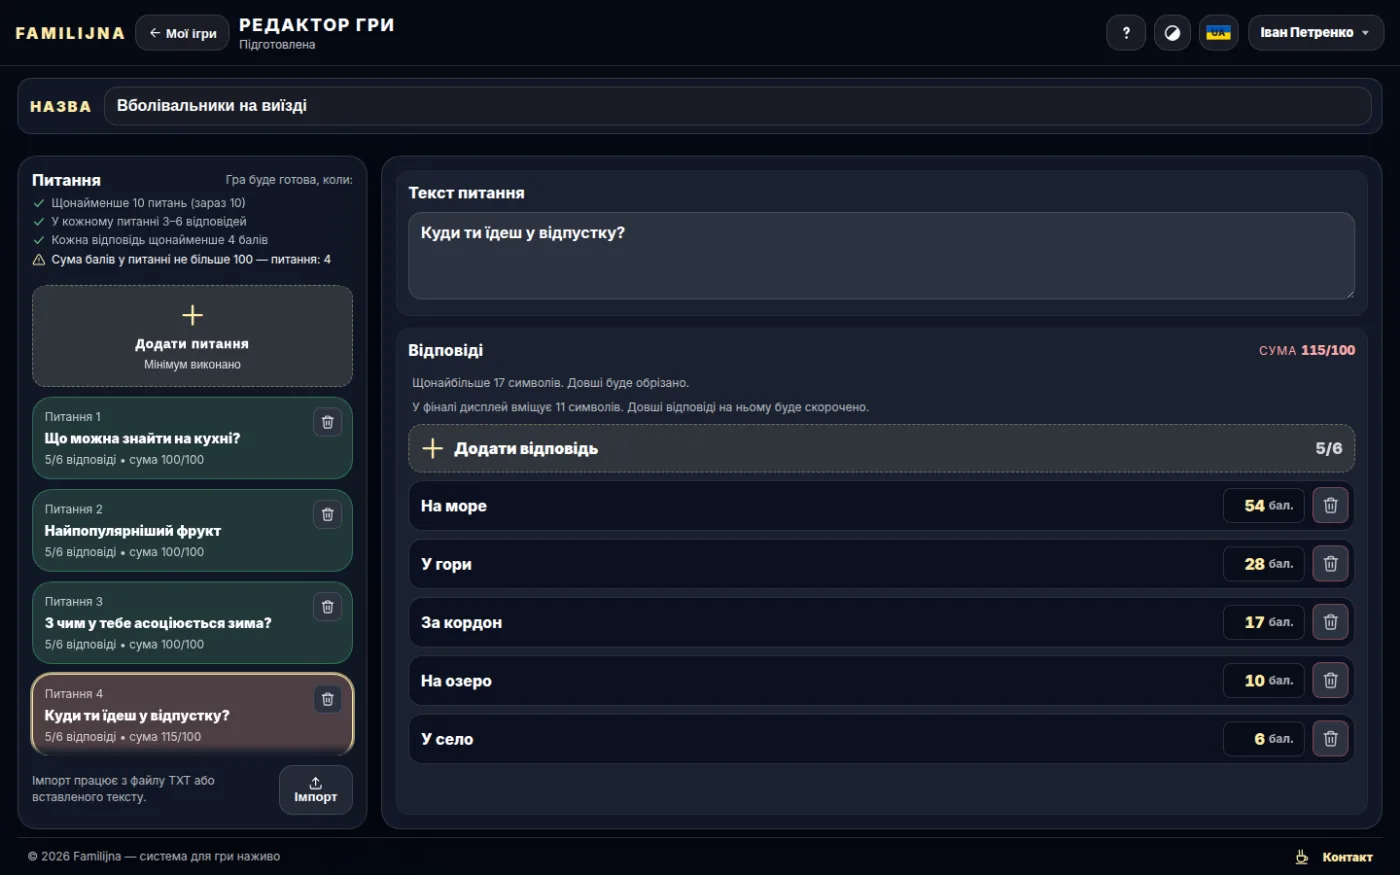 FAMILIJNA
← Мої ігри
РЕДАКТОР ГРИ
Підготовлена
?
UA
Іван Петренко
НАЗВА
Вболівальники на виїзді
Питання
Гра буде готова, коли:
Щонайменше 10 питань (зараз 10)
У кожному питанні 3–6 відповідей
Кожна відповідь щонайменше 4 балів
Сума балів у питанні не більше 100 — питання: 4
Додати питання
Мінімум виконано
Питання 1
Що можна знайти на кухні?
5/6 відповіді • сума 100/100
Питання 2
Найпопулярніший фрукт
5/6 відповіді • сума 100/100
Питання 3
З чим у тебе асоціюється зима?
5/6 відповіді • сума 100/100
Питання 4
Куди ти їдеш у відпустку?
5/6 відповіді • сума 115/100
Імпорт працює з файлу TXT або
вставленого тексту.
Імпорт
Текст питання
Куди ти їдеш у відпустку?
Відповіді
СУМА 115/100
Щонайбільше 17 символів. Довші буде обрізано.
У фіналі дисплей вміщує 11 символів. Довші відповіді на ньому буде скорочено.
Додати відповідь
5/6
На море
54 бал.
У гори
28 бал.
За кордон
17 бал.
На озеро
10 бал.
У село
6 бал.
© 2026 Familijna — система для гри наживо
Контакт